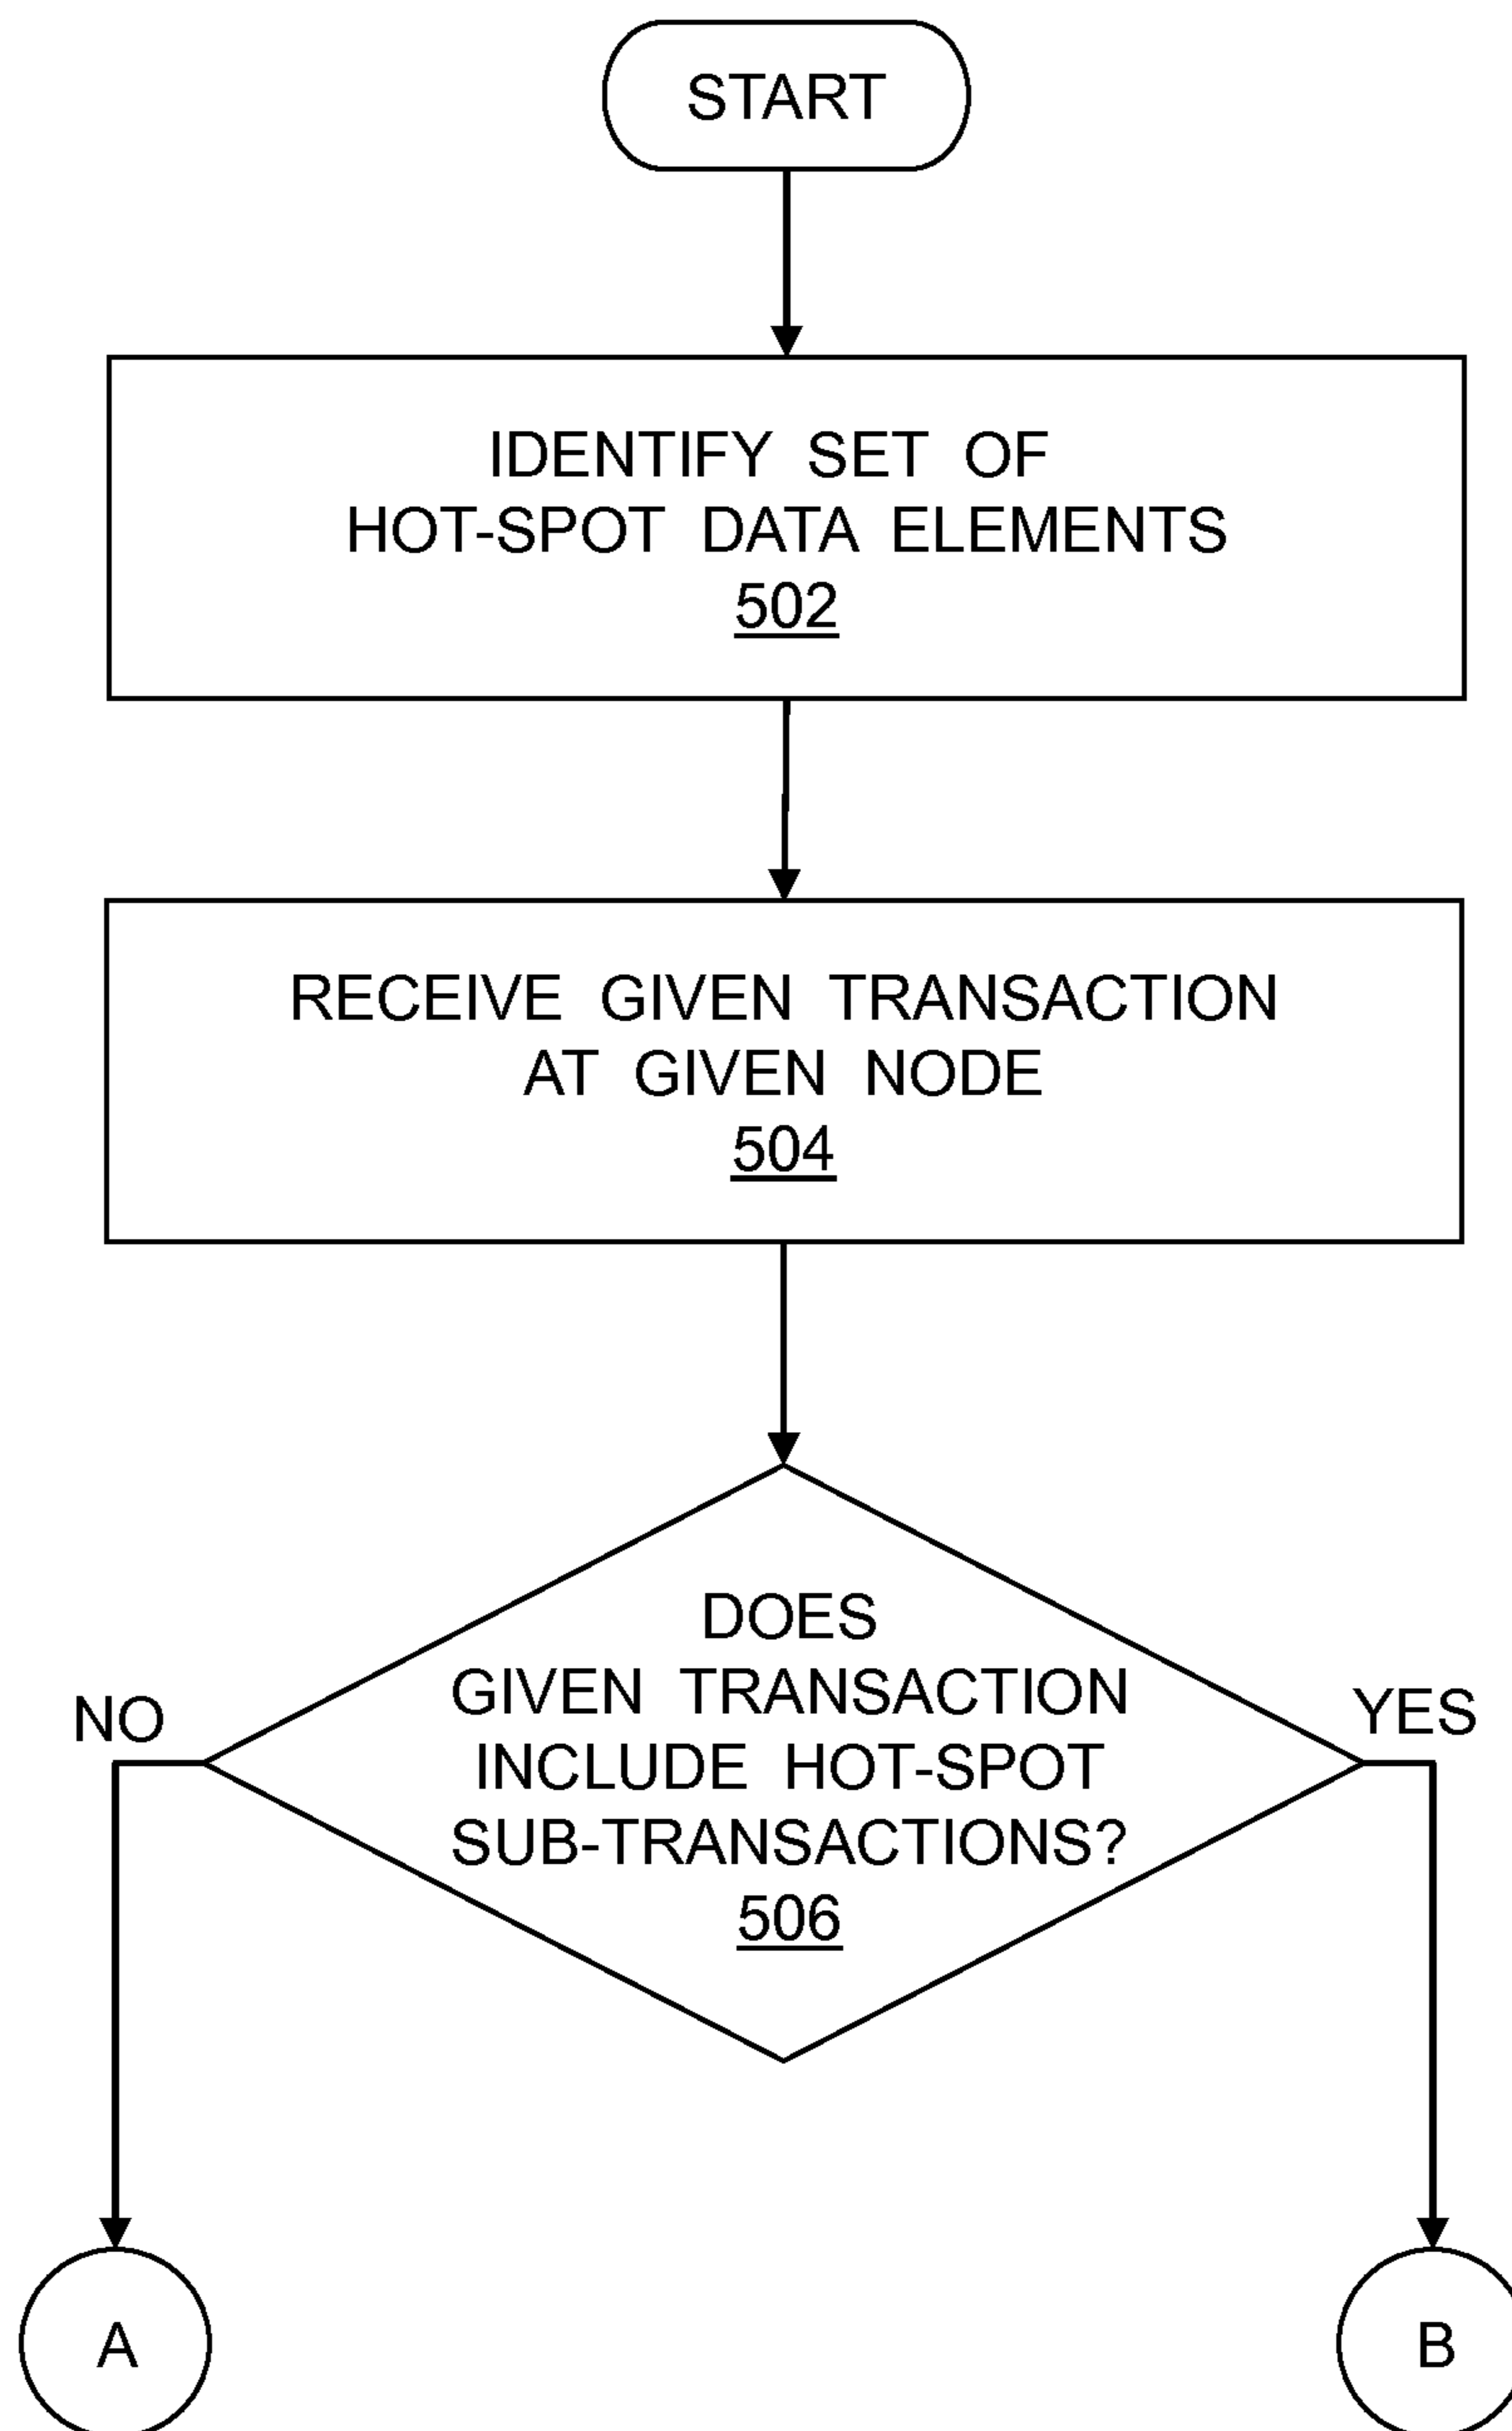 START
IDENTIFY SET OF
HOT-SPOT DATA ELEMENTS
502
RECEIVE GIVEN TRANSACTION
AT GIVEN NODE
504
DOES
GIVEN TRANSACTION
INCLUDE HOT-SPOT
SUB-TRANSACTIONS?
506
NO
YES
A
B